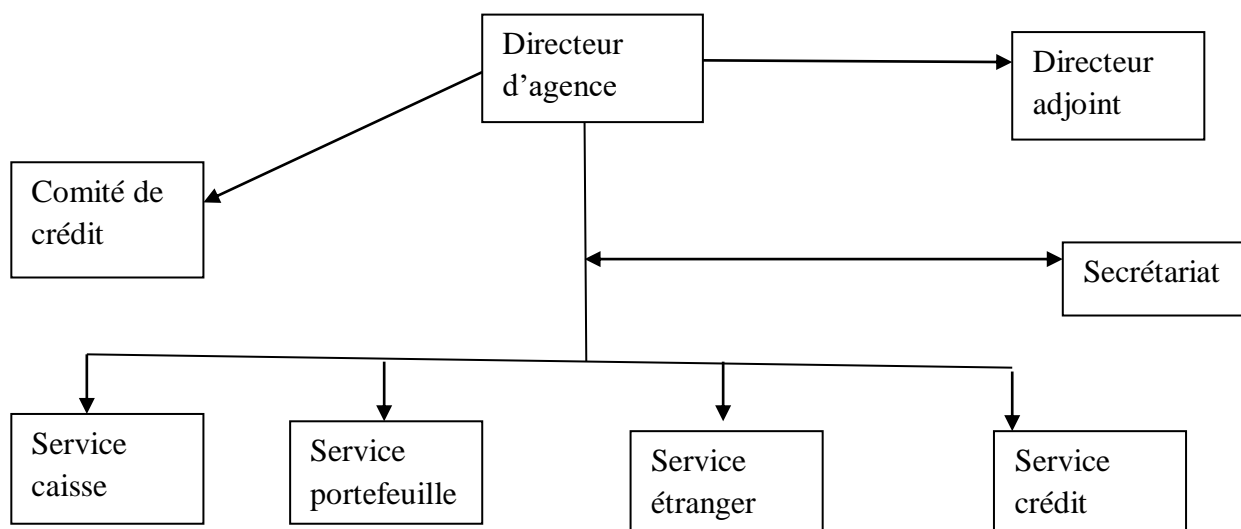 Directeur
d’agence
Directeur
adjoint
Comité de
crédit
Secrétariat
Service
caisse
Service
portefeuille
Service
étranger
Service
crédit